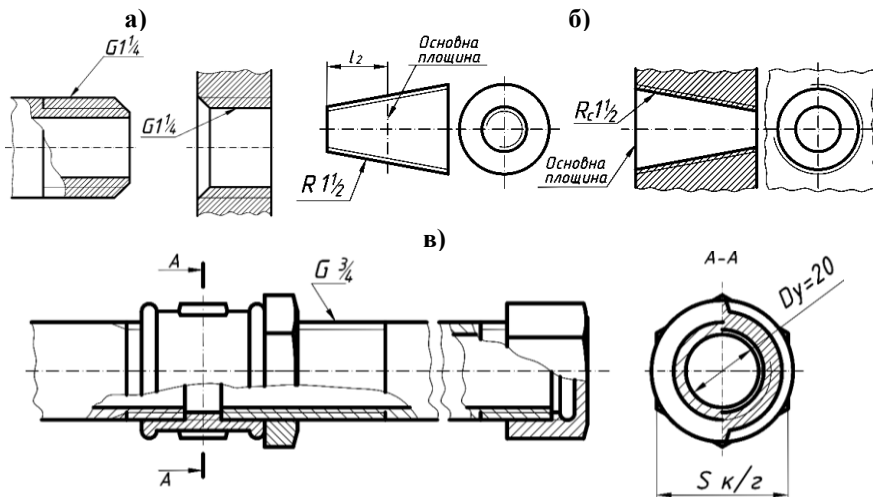 а)
G1¼
G1¼
l₂
Основна
площина
R 1½
б)
Rc1½
Основна
площина
в)
A
G ¾
A
A-A
Dy=20
S к/г